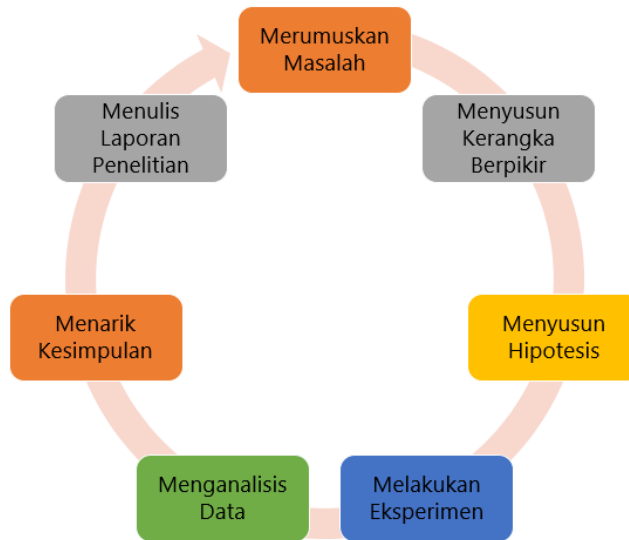 Merumuskan
Masalah
Menyusun
Kerangka
Berpikir
Menyusun
Hipotesis
Melakukan
Eksperimen
Menganalisis
Data
Menarik
Kesimpulan
Menulis
Laporan
Penelitian